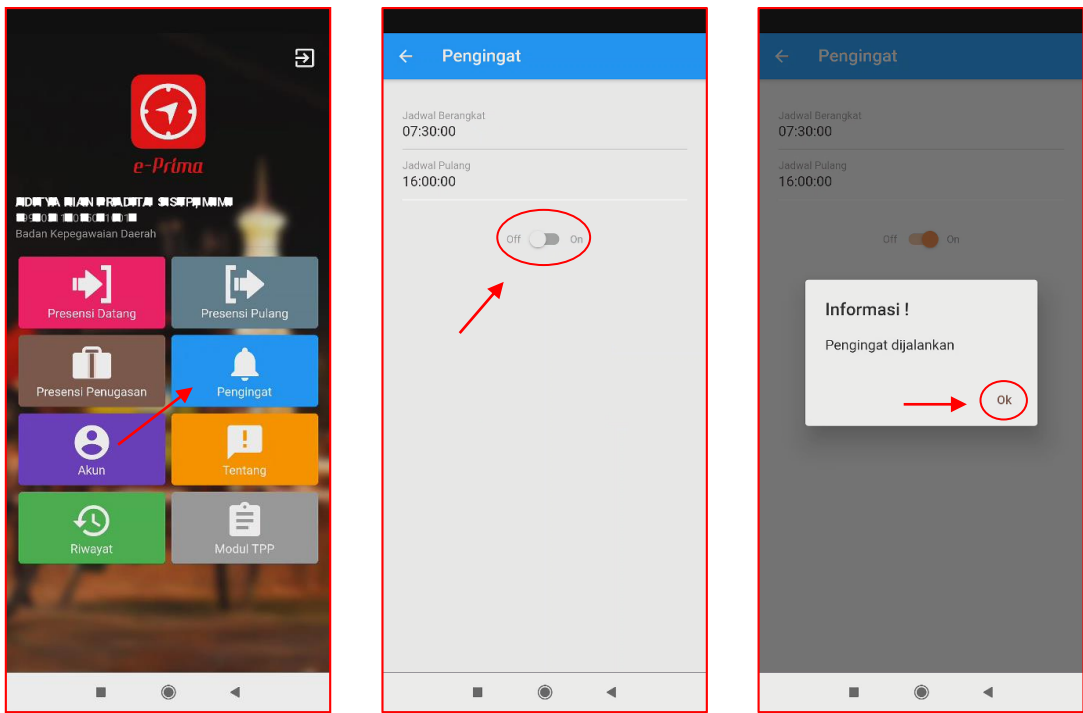 e-Prima
Badan Kepegawaian Daerah
Presensi Datang
Presensi Pulang
Presensi Penugasan
Pengingat
Akun
Tentang
Riwayat
Modul TPP
Pengingat
Jadwal Berangkat
07:30:00
Jadwal Pulang
16:00:00
Off On
Pengingat
Jadwal Berangkat
07:30:00
Jadwal Pulang
16:00:00
Off On
Informasi !
Pengingat dijalankan
Ok